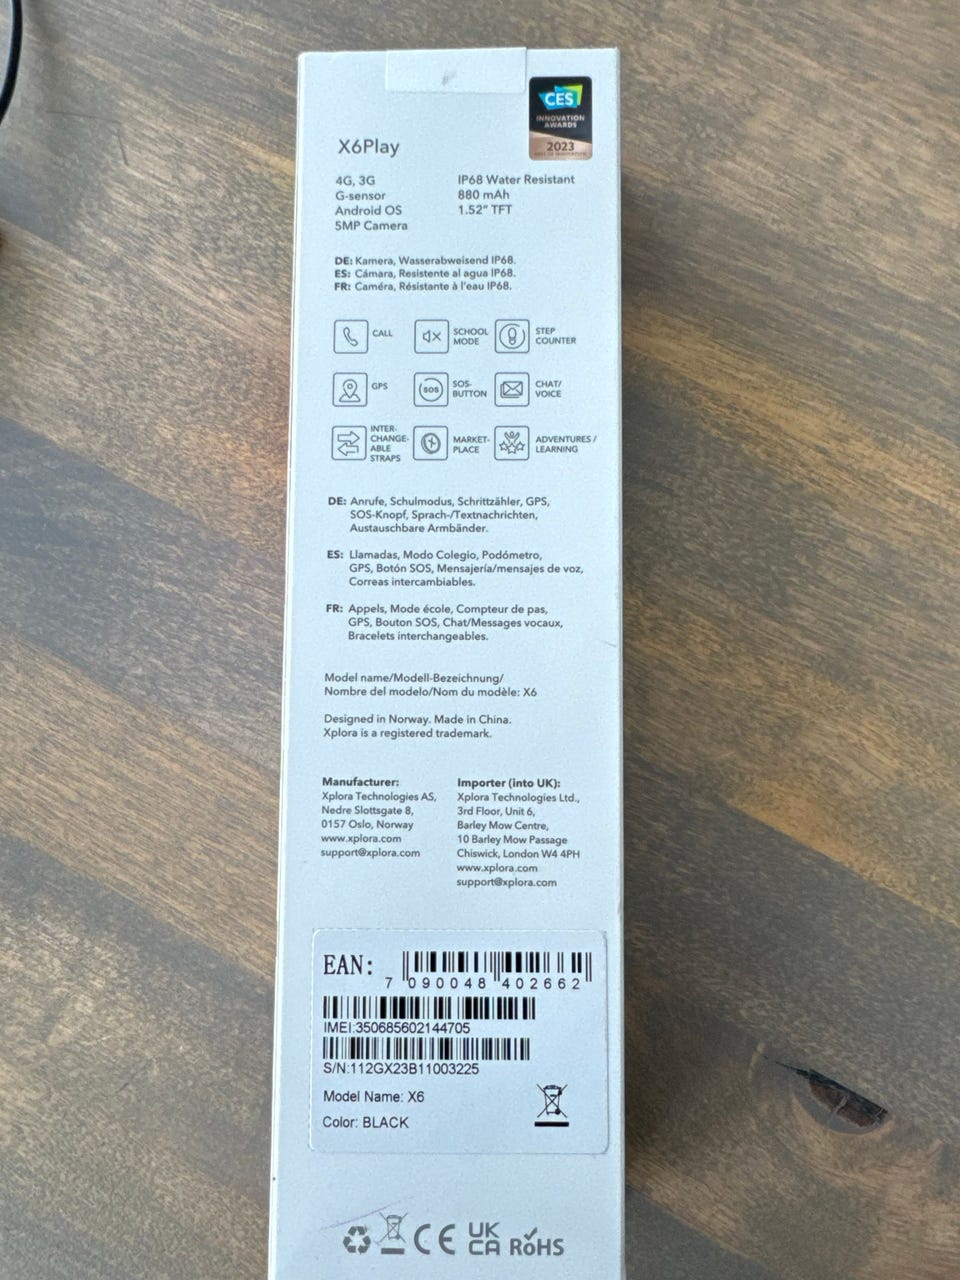 CES
INNOVATION
AWARDS
2023
X6Play
4G, 3G
G-sensor
Android OS
5MP Camera
IP68 Water Resistant
880 mAh
1.52" TFT
DE: Kamera, Wasserabweisend IP68.
ES: Cámara, Resistente al agua IP68.
FR: Caméra, Résistante à l'eau IP68.
CALL
SCHOOL
MODE
STEP
COUNTER
GPS
SOS
SOS-
BUTTON
CHAT/
VOICE
INTER-
CHANGE-
ABLE
STRAPS
MARKET-
PLACE
ADVENTURES /
LEARNING
DE: Anrufe, Schulmodus, Schrittzähler, GPS,
SOS-Knopf, Sprach-/Textnachrichten,
Austauschbare Armbänder.
ES: Llamadas, Modo Colegio, Podómetro,
GPS, Botón SOS, Mensajería/mensajes de voz,
Correas intercambiables.
FR: Appels, Mode école, Compteur de pas,
GPS, Bouton SOS, Chat/Messages vocaux,
Bracelets interchangeables.
Model name/Modell-Bezeichnung/
Nombre del modelo/Nom du modèle: X6
Designed in Norway. Made in China.
Xplora is a registered trademark.
Manufacturer:
Xplora Technologies AS,
Nedre Slottsgate 8,
0157 Oslo, Norway
www.xplora.com
support@xplora.com
Importer (into UK):
Xplora Technologies Ltd.,
3rd Floor, Unit 6,
Barley Mow Centre,
10 Barley Mow Passage
Chiswick, London W4 4PH
www.xplora.com
support@xplora.com
EAN:
7 090048 402662
IMEI:350685602144705
S/N:112GX23B11003225
Model Name: X6
Color: BLACK
CE UK CA RoHS